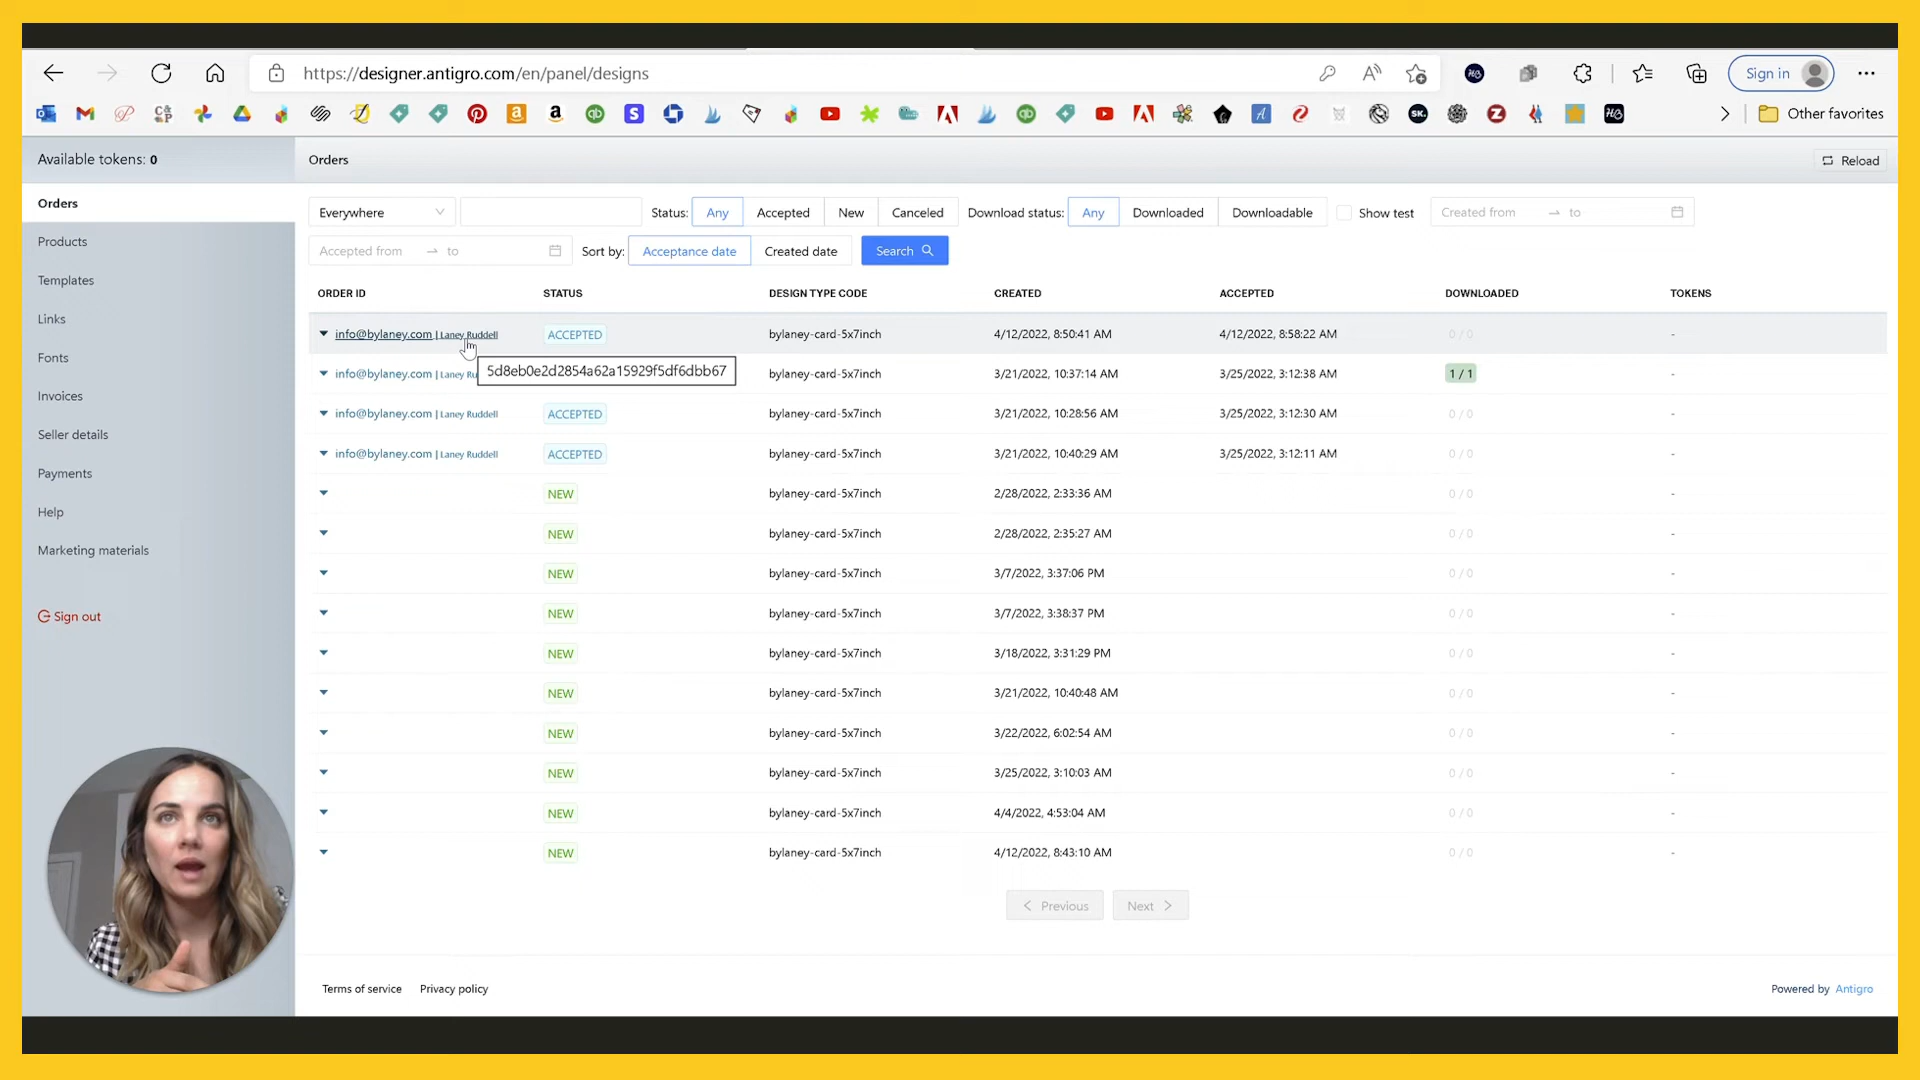 https://designer.antigro.com/en/panel/designs
Sign in
Other favorites
Available tokens: 0
Orders
Reload
Orders
Products
Templates
Links
Fonts
Invoices
Seller details
Payments
Help
Marketing materials
Sign out
Everywhere
Status: Any Accepted New Canceled Download status: Any Downloaded Downloadable Show test Created from to
Accepted from to Sort by: Acceptance date Created date Search
ORDER ID STATUS DESIGN TYPE CODE CREATED ACCEPTED DOWNLOADED TOKENS
info@bylaney.com | Laney Ruddell ACCEPTED bylaney-card-5x7inch 4/12/2022, 8:50:41 AM 4/12/2022, 8:58:22 AM 0 / 0 -
5d8eb0e2d2854a62a15929f5df6dbb67
info@bylaney.com | Laney Ru bylaney-card-5x7inch 3/21/2022, 10:37:14 AM 3/25/2022, 3:12:38 AM 1 / 1 -
info@bylaney.com | Laney Ruddell ACCEPTED bylaney-card-5x7inch 3/21/2022, 10:28:56 AM 3/25/2022, 3:12:30 AM 0 / 0 -
info@bylaney.com | Laney Ruddell ACCEPTED bylaney-card-5x7inch 3/21/2022, 10:40:29 AM 3/25/2022, 3:12:11 AM 0 / 0 -
NEW bylaney-card-5x7inch 2/28/2022, 2:33:36 AM 0 / 0 -
NEW bylaney-card-5x7inch 2/28/2022, 2:35:27 AM 0 / 0 -
NEW bylaney-card-5x7inch 3/7/2022, 3:37:06 PM 0 / 0 -
NEW bylaney-card-5x7inch 3/7/2022, 3:38:37 PM 0 / 0 -
NEW bylaney-card-5x7inch 3/18/2022, 3:31:29 PM 0 / 0 -
NEW bylaney-card-5x7inch 3/21/2022, 10:40:48 AM 0 / 0 -
NEW bylaney-card-5x7inch 3/22/2022, 6:02:54 AM 0 / 0 -
NEW bylaney-card-5x7inch 3/25/2022, 3:10:03 AM 0 / 0 -
NEW bylaney-card-5x7inch 4/4/2022, 4:53:04 AM 0 / 0 -
NEW bylaney-card-5x7inch 4/12/2022, 8:43:10 AM 0 / 0 -
Previous Next
Terms of service Privacy policy
Powered by Antigro